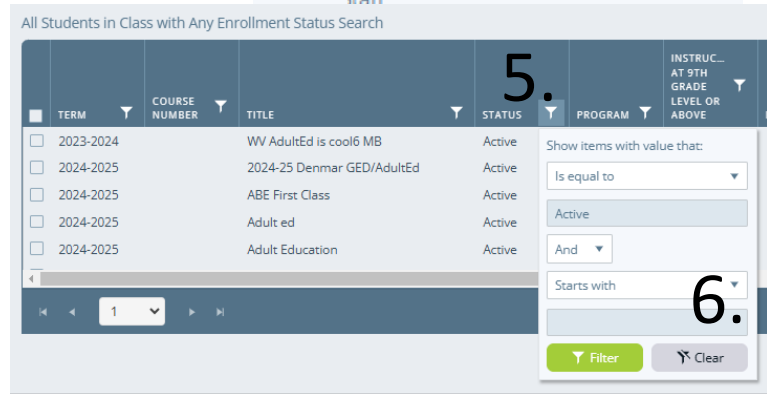 All Students in Class with Any Enrollment Status Search
5.
INSTRUC...
AT 9TH
GRADE
LEVEL OR
ABOVE
TERM COURSE NUMBER TITLE STATUS PROGRAM
2023-2024 WV AdultEd is cool6 MB Active
2024-2025 2024-25 Denmar GED/AdultEd Active
2024-2025 ABE First Class Active
2024-2025 Adult ed Active
2024-2025 Adult Education Active
Show items with value that:
Is equal to
Active
And
Starts with
6.
1
Filter Clear